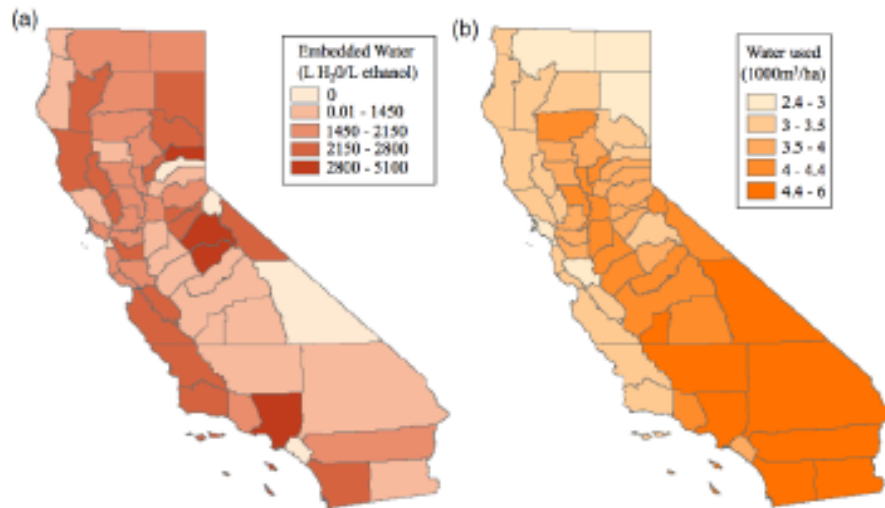 (a)
Embedded Water
(L H₂0/L ethanol)
0
0.01 - 1450
1450 - 2150
2150 - 2800
2800 - 5100
(b)
Water used
(1000m³/ha)
2.4 - 3
3 - 3.5
3.5 - 4
4 - 4.4
4.4 - 6